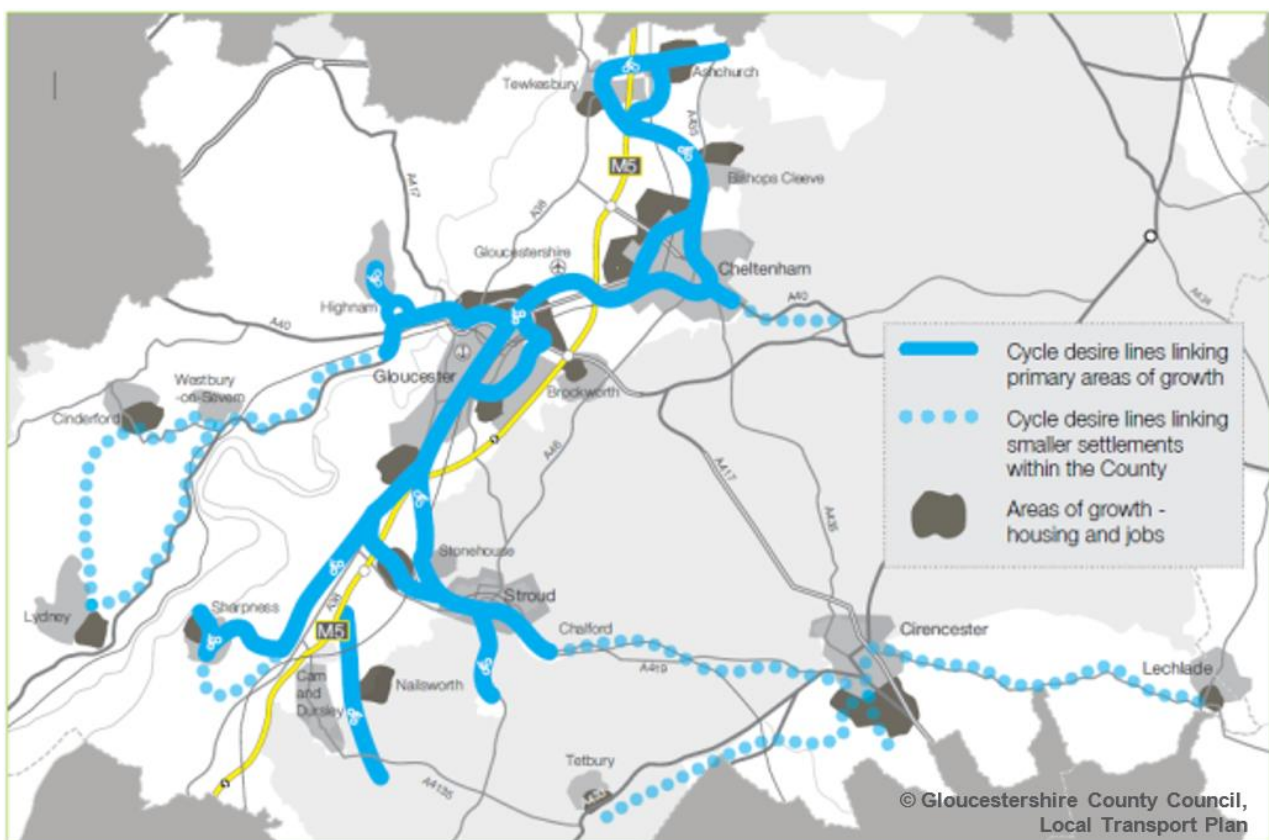 Ashchurch
Tewkesbury
A435
M5
Bishops Cleeve
A417
A38
Gloucestershire
Cheltenham
Highnam
A40
A40
A424
Gloucester
Westbury
-on-Severn
Brockworth
Cinderford
A46
A417
A435
Cycle desire lines linking
primary areas of growth
Cycle desire lines linking
smaller settlements
within the County
Areas of growth -
housing and jobs
Stonehouse
Stroud
Lydney
Sharpness
A38
M5
Chalford
Cirencester
A419
Lechlade
Cam
and
Dursley
Nailsworth
Tetbury
A4135
© Gloucestershire County Council,
Local Transport Plan